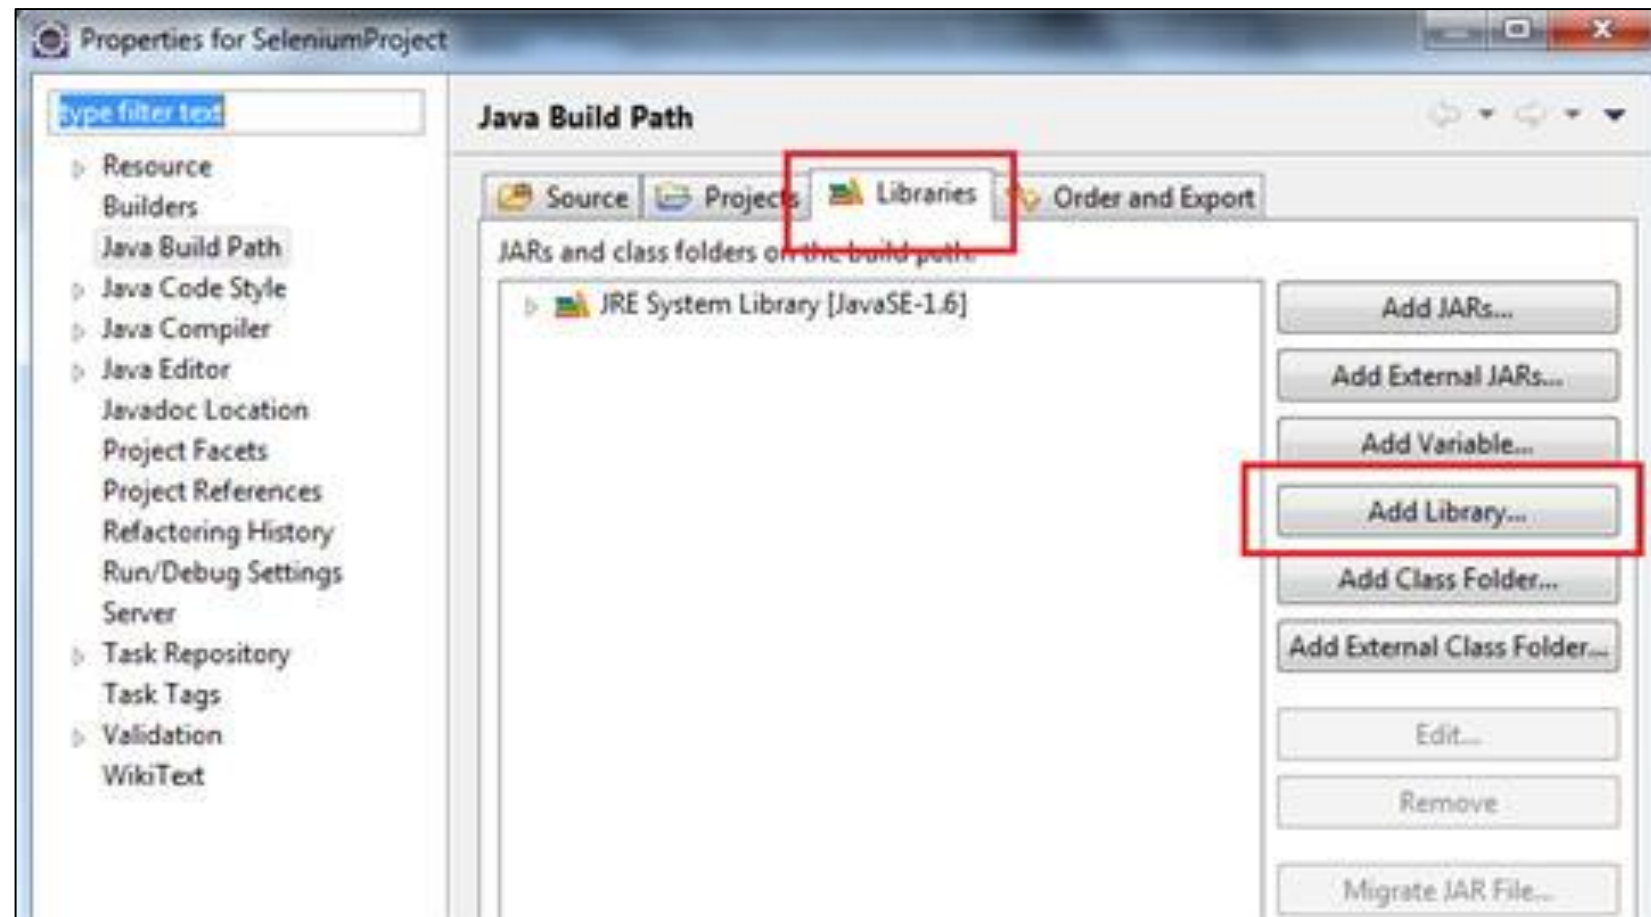 Properties for SeleniumProject
type filter text
Resource
Builders
Java Build Path
Java Code Style
Java Compiler
Java Editor
Javadoc Location
Project Facets
Project References
Refactoring History
Run/Debug Settings
Server
Task Repository
Task Tags
Validation
WikiText
Java Build Path
Source Projects Libraries Order and Export
JARs and class folders on the build path:
JRE System Library [JavaSE-1.6]
Add JARs...
Add External JARs...
Add Variable...
Add Library...
Add Class Folder...
Add External Class Folder...
Edit...
Remove
Migrate JAR File...